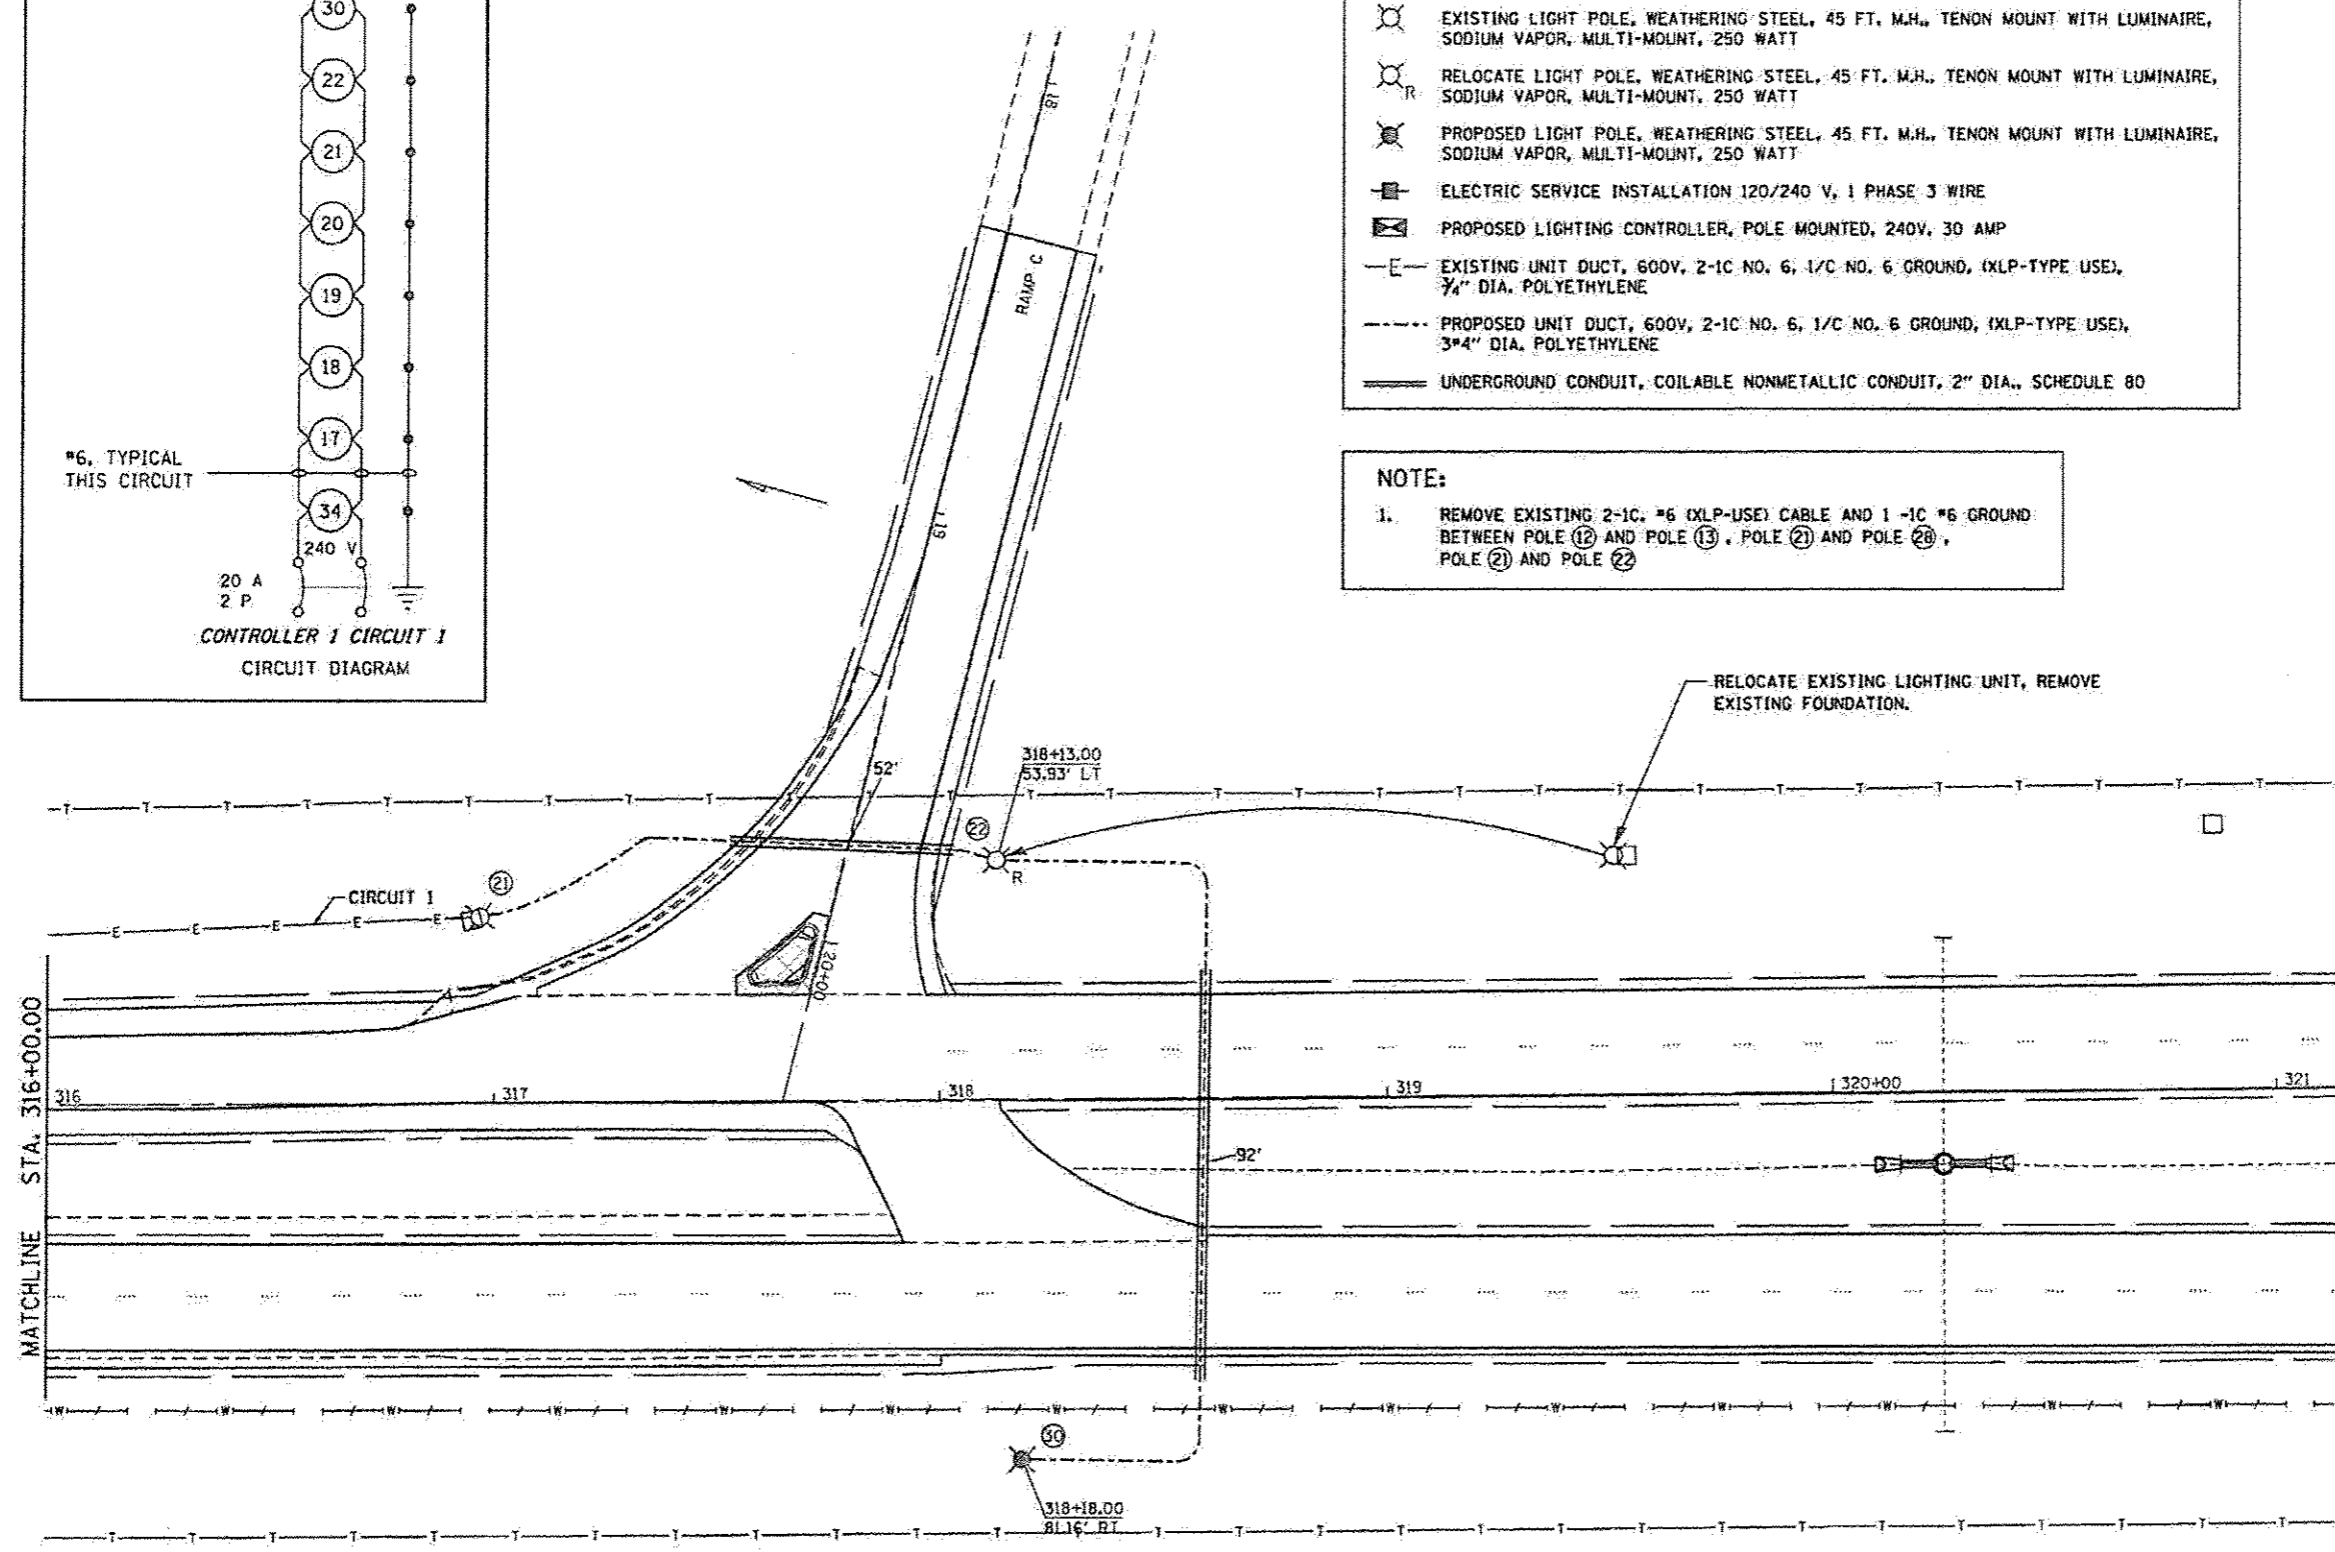 30
22
21
20
19
18
17
#6, TYPICAL
THIS CIRCUIT
34
240 V
20 A
2 P
CONTROLLER 1 CIRCUIT 1
CIRCUIT DIAGRAM
EXISTING LIGHT POLE, WEATHERING STEEL, 45 FT. M.H., TENON MOUNT WITH LUMINAIRE,
SODIUM VAPOR, MULTI-MOUNT, 250 WATT
R
RELOCATE LIGHT POLE, WEATHERING STEEL, 45 FT. M.H., TENON MOUNT WITH LUMINAIRE,
SODIUM VAPOR, MULTI-MOUNT, 250 WATT
PROPOSED LIGHT POLE, WEATHERING STEEL, 45 FT. M.H., TENON MOUNT WITH LUMINAIRE,
SODIUM VAPOR, MULTI-MOUNT, 250 WATT
ELECTRIC SERVICE INSTALLATION 120/240 V, 1 PHASE 3 WIRE
PROPOSED LIGHTING CONTROLLER, POLE MOUNTED, 240V, 30 AMP
E EXISTING UNIT DUCT, 600V, 2-1C NO. 6, 1/C NO. 6 GROUND, (XLP-TYPE USE),
3/4" DIA. POLYETHYLENE
PROPOSED UNIT DUCT, 600V, 2-1C NO. 6, 1/C NO. 6 GROUND, (XLP-TYPE USE),
3#4" DIA. POLYETHYLENE
UNDERGROUND CONDUIT, COILABLE NONMETALLIC CONDUIT, 2" DIA., SCHEDULE 80
NOTE:
1. REMOVE EXISTING 2-1C, #6 (XLP-USE) CABLE AND 1 -1C #6 GROUND
BETWEEN POLE 12 AND POLE 13 , POLE 21 AND POLE 28 ,
POLE 21 AND POLE 22
18
RAMP C
19
RELOCATE EXISTING LIGHTING UNIT, REMOVE
EXISTING FOUNDATION.
318+13.00
53.93' LT
52'
T T T T T T T T T T T T T T T T T T T T T T T T T T T T
22
R
21
CIRCUIT 1
E E E E E
20+00
MATCHLINE STA. 316+00.00
316
317
318
319
320+00
321
92'
W W W W W W W W W W W W W W
30
318+18.00
81.16' RT
T T T T T T T T T T T T T T T T T T T T T T T T T T T T